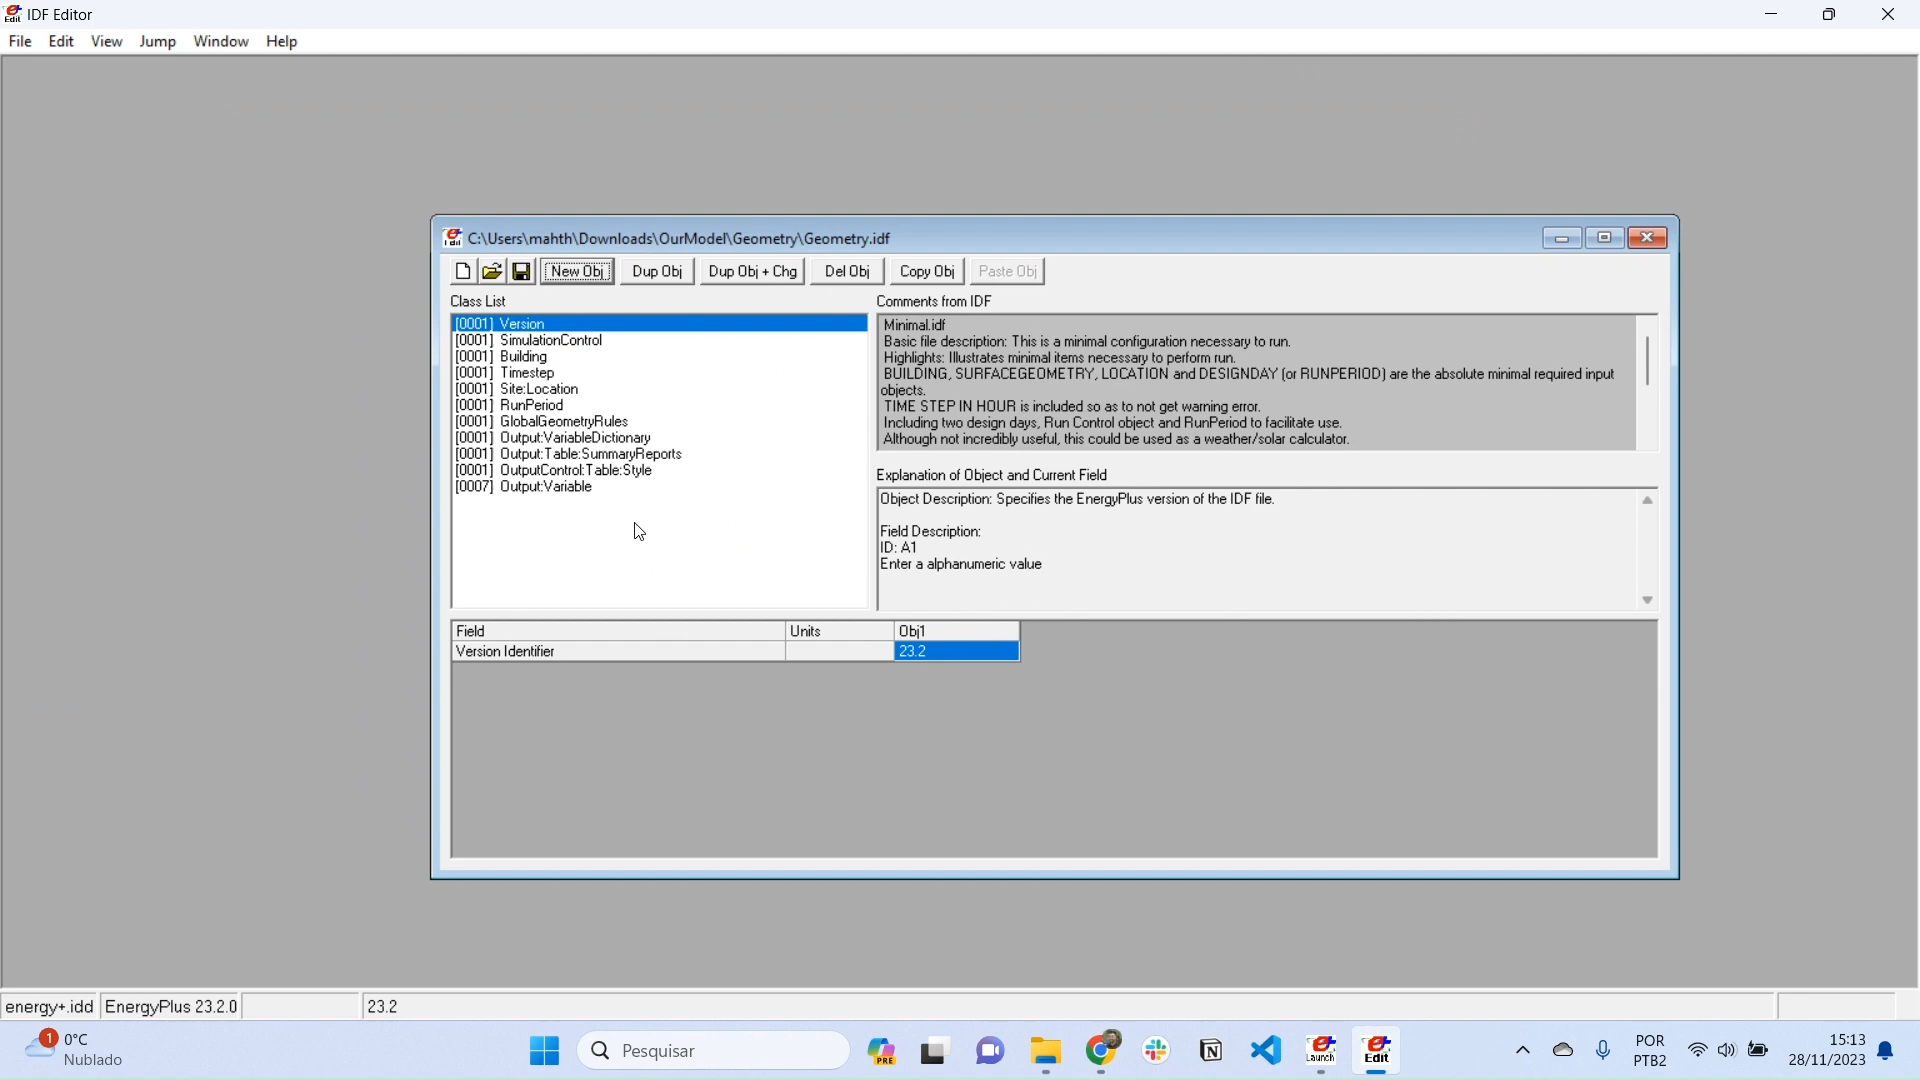 IDF Editor
File Edit View Jump Window Help
C:\Users\mahth\Downloads\OurModel\Geometry\Geometry.idf
New Obj Dup Obj Dup Obj + Chg Del Obj Copy Obj Paste Obj
Class List
[0001] Version
[0001] SimulationControl
[0001] Building
[0001] Timestep
[0001] Site:Location
[0001] RunPeriod
[0001] GlobalGeometryRules
[0001] Output:VariableDictionary
[0001] Output:Table:SummaryReports
[0001] OutputControl:Table:Style
[0007] Output:Variable
Comments from IDF
Minimal.idf
Basic file description: This is a minimal configuration necessary to run.
Highlights: Illustrates minimal items necessary to perform run.
BUILDING, SURFACEGEOMETRY, LOCATION and DESIGNDAY (or RUNPERIOD) are the absolute minimal required input
objects.
TIME STEP IN HOUR is included so as to not get warning error.
Including two design days, Run Control object and RunPeriod to facilitate use.
Although not incredibly useful, this could be used as a weather/solar calculator.
Explanation of Object and Current Field
Object Description: Specifies the EnergyPlus version of the IDF file.
Field Description:
ID: A1
Enter a alphanumeric value
Field Units Obj1
Version Identifier 23.2
energy+.idd EnergyPlus 23.2.0 23.2
1 0°C
Nublado
Pesquisar
PRE
Launch
Edit
POR
PTB2
15:13
28/11/2023